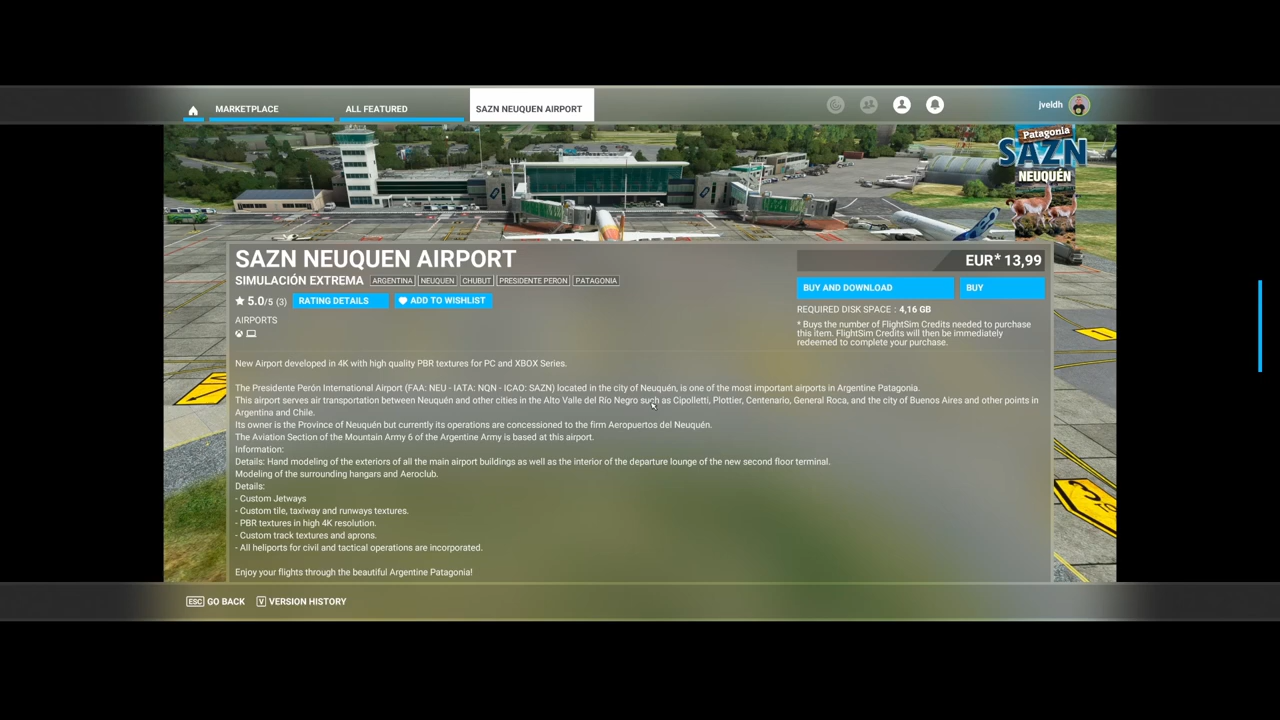 MARKETPLACE
ALL FEATURED
SAZN NEUQUEN AIRPORT
jveldh
Patagonia
SAZN
NEUQUÉN
SAZN NEUQUEN AIRPORT
EUR* 13,99
SIMULACIÓN EXTREMA ARGENTINA NEUQUEN CHUBUT PRESIDENTE PERON PATAGONIA
BUY AND DOWNLOAD
BUY
5.0/5 (3) RATING DETAILS ADD TO WISHLIST
REQUIRED DISK SPACE : 4,16 GB
* Buys the number of FlightSim Credits needed to purchase
this item. FlightSim Credits will then be immediately
redeemed to complete your purchase.
AIRPORTS
New Airport developed in 4K with high quality PBR textures for PC and XBOX Series.
The Presidente Perón International Airport (FAA: NEU - IATA: NQN - ICAO: SAZN) located in the city of Neuquén, is one of the most important airports in Argentine Patagonia.
This airport serves air transportation between Neuquén and other cities in the Alto Valle del Río Negro such as Cipolletti, Plottier, Centenario, General Roca, and the city of Buenos Aires and other points in
Argentina and Chile.
Its owner is the Province of Neuquén but currently its operations are concessioned to the firm Aeropuertos del Neuquén.
The Aviation Section of the Mountain Army 6 of the Argentine Army is based at this airport.
Information:
Details: Hand modeling of the exteriors of all the main airport buildings as well as the interior of the departure lounge of the new second floor terminal.
Modeling of the surrounding hangars and Aeroclub.
Details:
- Custom Jetways
- Custom tile, taxiway and runways textures.
- PBR textures in high 4K resolution.
- Custom track textures and aprons.
- All heliports for civil and tactical operations are incorporated.
Enjoy your flights through the beautiful Argentine Patagonia!
ESC GO BACK V VERSION HISTORY